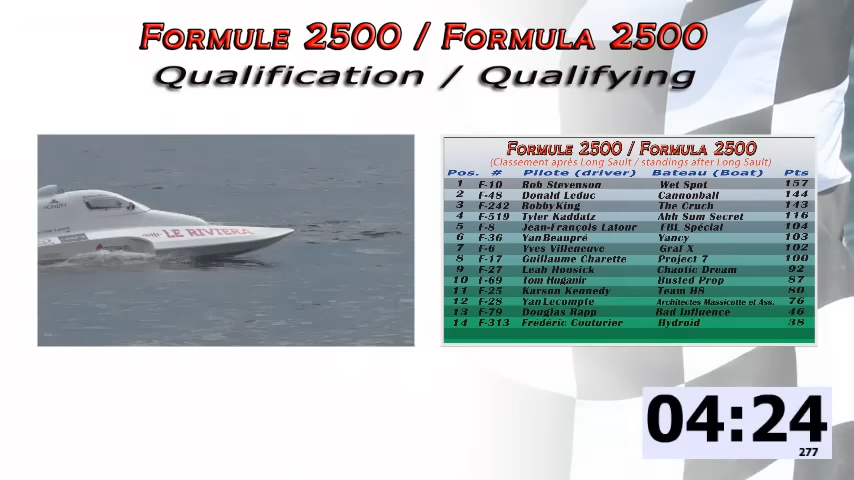 Formule 2500 / Formula 2500
Qualification / Qualifying
LE RIVIERA
Formule 2500 / Formula 2500
(Classement après Long Sault / standings after Long Sault)
Pos. # Pilote (driver) Bateau (Boat) Pts
1 F-10 Rob Stevenson Wet Spot 157
2 F-48 Donald Leduc Cannonball 144
3 F-242 Robby King The Cruch 143
4 F-519 Tyler Kaddatz Ahh Sum Secret 116
5 F-8 Jean-François Latour FBL Spécial 104
6 F-36 Yan Beaupré Yancy 103
7 F-6 Yves Villeneuve Graf X 102
8 F-17 Guillaume Charette Project 7 100
9 F-27 Leah Hoosick Chaotic Dream 92
10 F-69 Tom Huganir Busted Prop 87
11 F-25 Karson Kennedy Team H8 80
12 F-28 Yan Lecompte Architectes Massicotte et Ass. 76
13 F-79 Douglas Rapp Bad Influence 46
14 F-313 Frédéric Couturier Hydroid 38
04:24
277